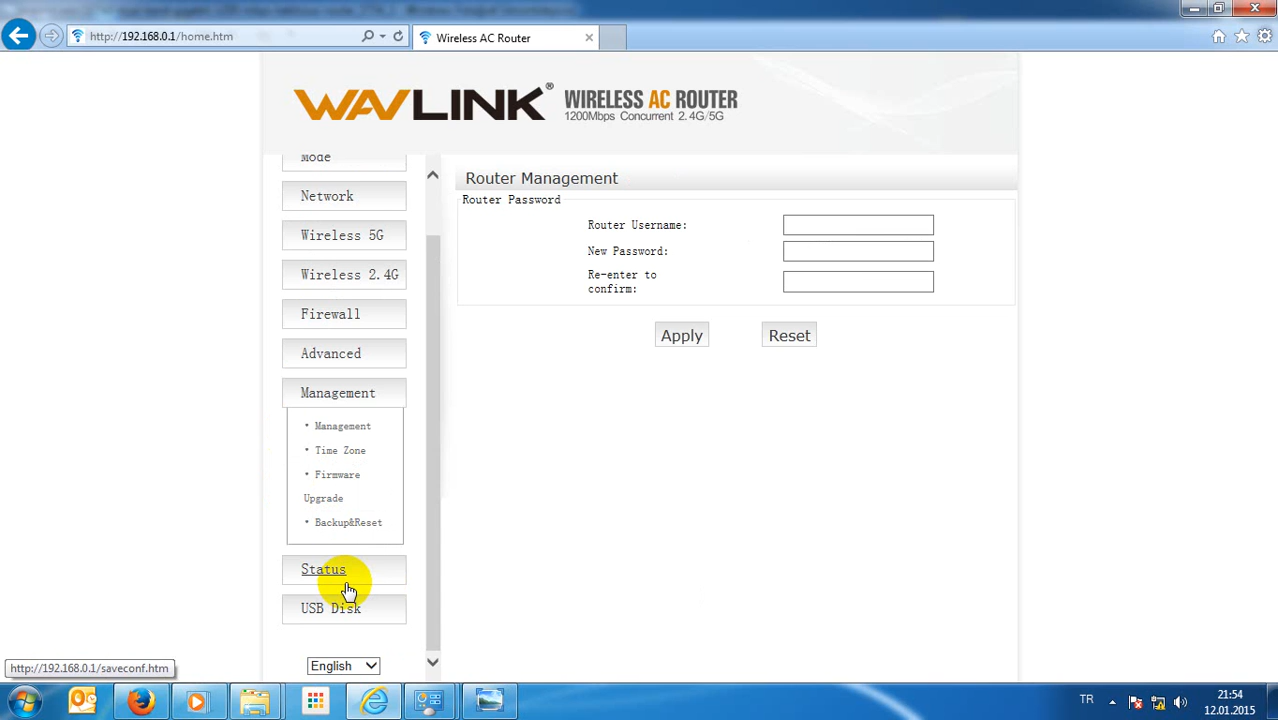 http://192.168.0.1/home.htm
Wireless AC Router
WAVLINK® WIRELESS AC ROUTER
1200Mbps Concurrent 2.4G/5G
Mode
Network
Wireless 5G
Wireless 2.4G
Firewall
Advanced
Management
• Management
• Time Zone
• Firmware
Upgrade
• Backup&Reset
Status
USB Disk
English
Router Management
Router Password
Router Username:
New Password:
Re-enter to
confirm:
Apply
Reset
http://192.168.0.1/saveconf.htm
TR
21:54
12.01.2015